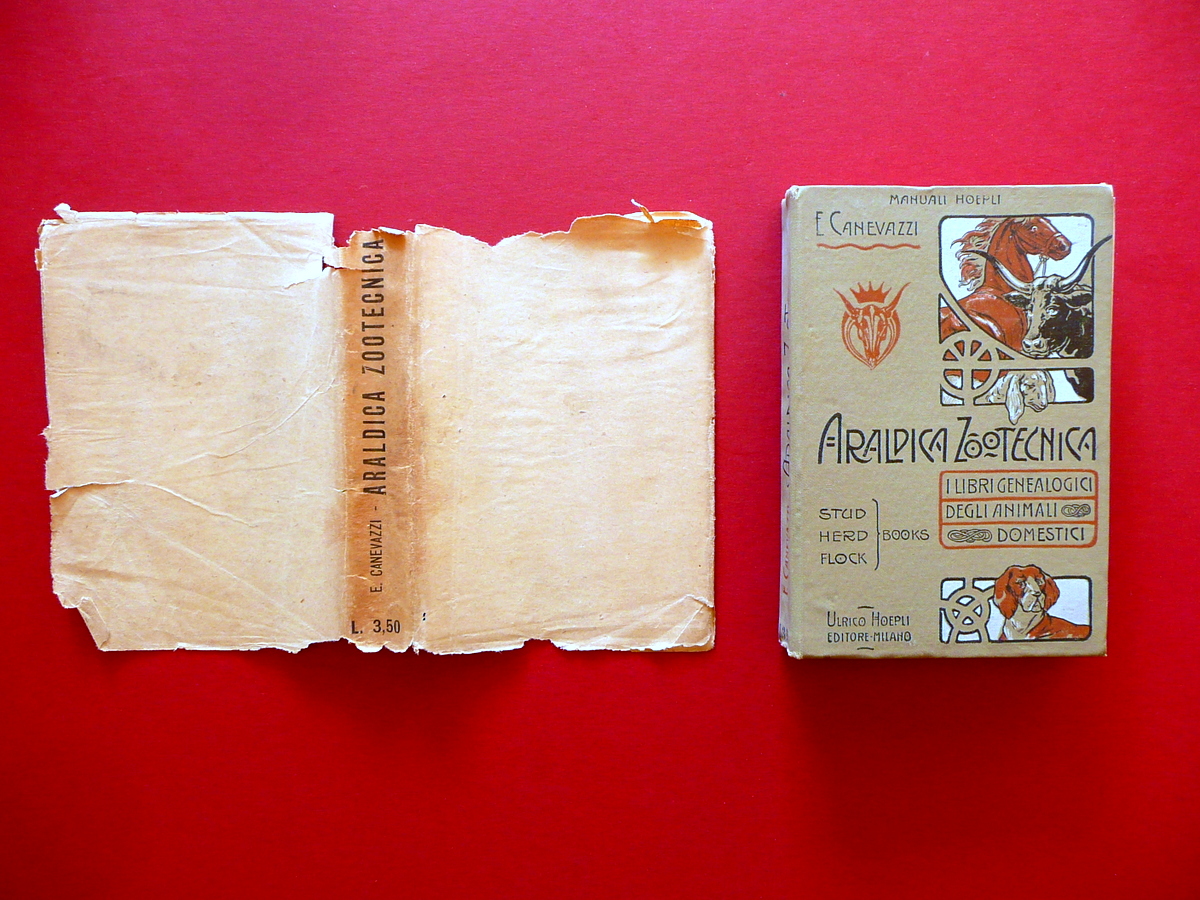 E. CANEVAZZI - ARALDICA ZOOTECNICA
L. 3,50
MANUALI HOEPLI
E CANEVAZZI
ARALDICA ZOOTECNICA
I LIBRI GENEALOGICI
DEGLI ANIMALI
DOMESTICI
STUD
HERD
FLOCK
BOOKS
ULRICO HOEPLI
EDITORE-MILANO